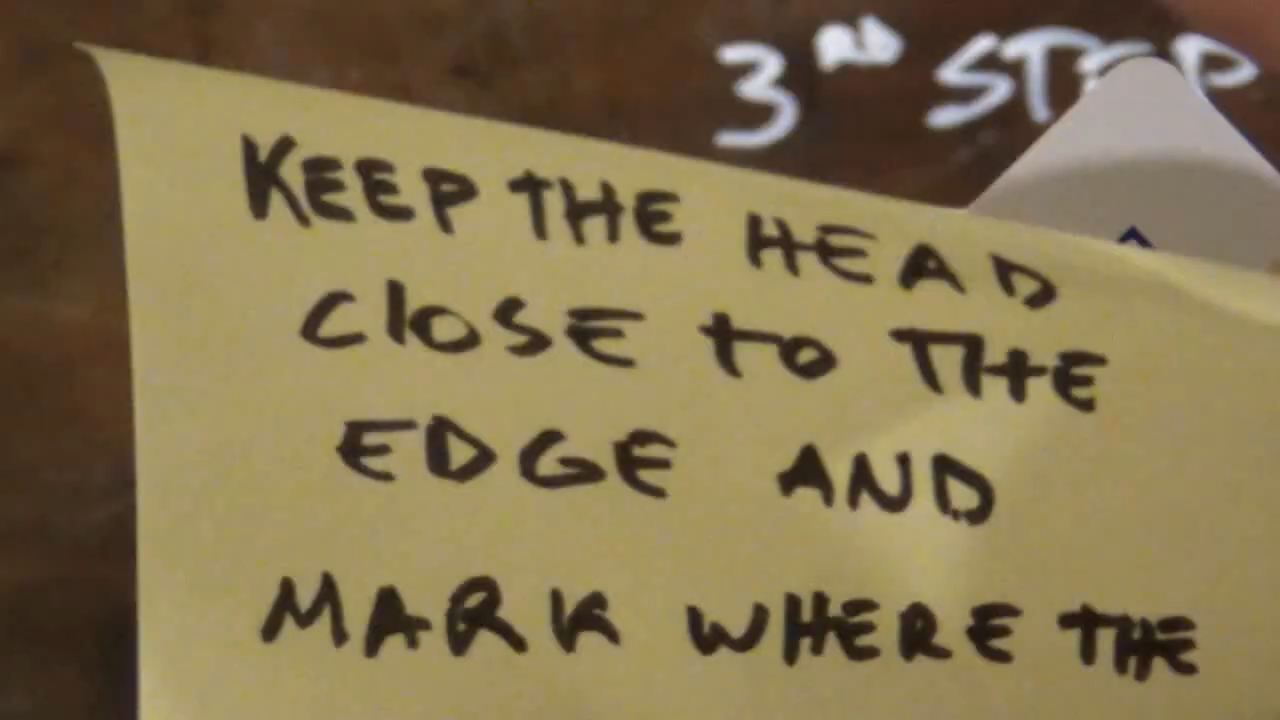 3RD STEP
KEEP THE HEAD
ClOSE to THE
EDGE AND
MARK WHERE THE